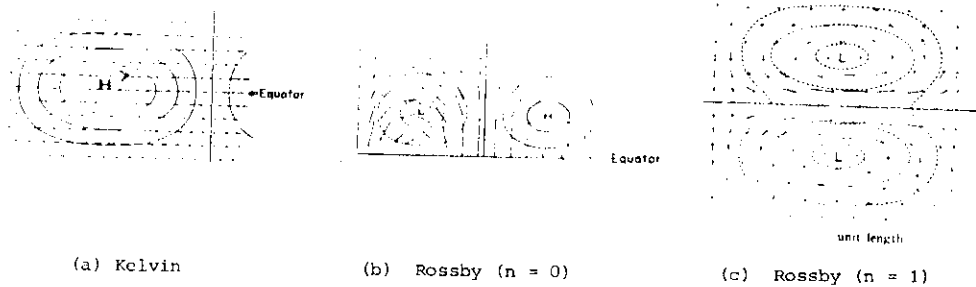 H
Equator
L
H
Equator
L
L
unit length
(a) Kelvin
(b) Rossby (n = 0)
(c) Rossby (n = 1)